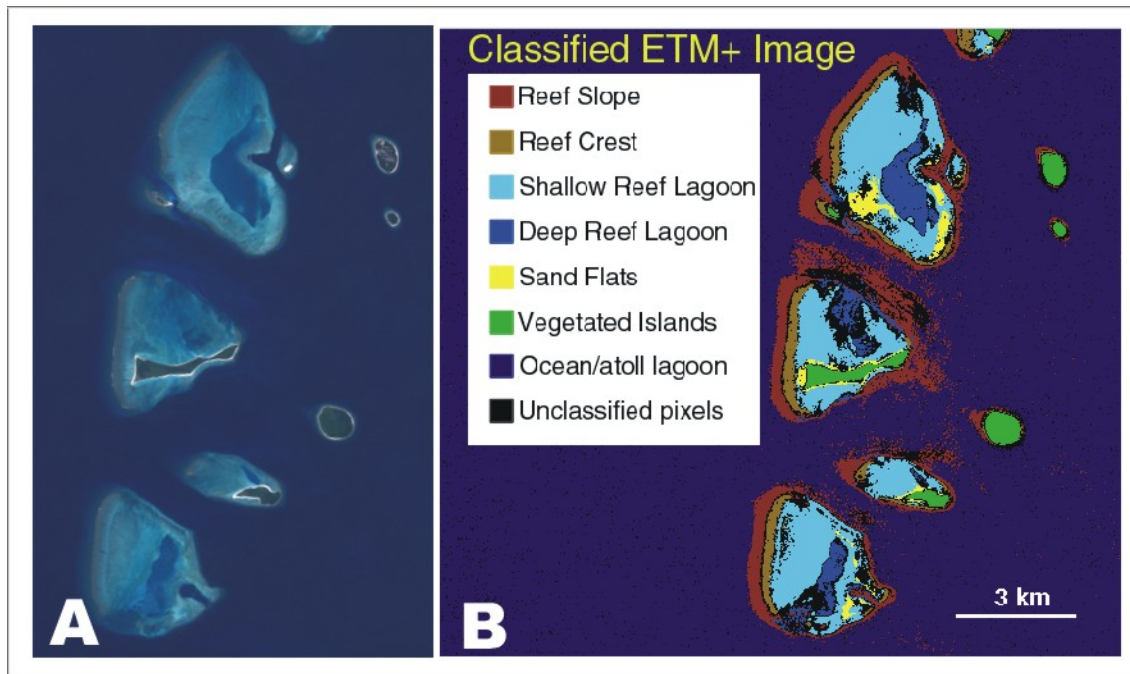 Classified ETM+ Image
Reef Slope
Reef Crest
Shallow Reef Lagoon
Deep Reef Lagoon
Sand Flats
Vegetated Islands
Ocean/atoll lagoon
Unclassified pixels
3 km
A
B